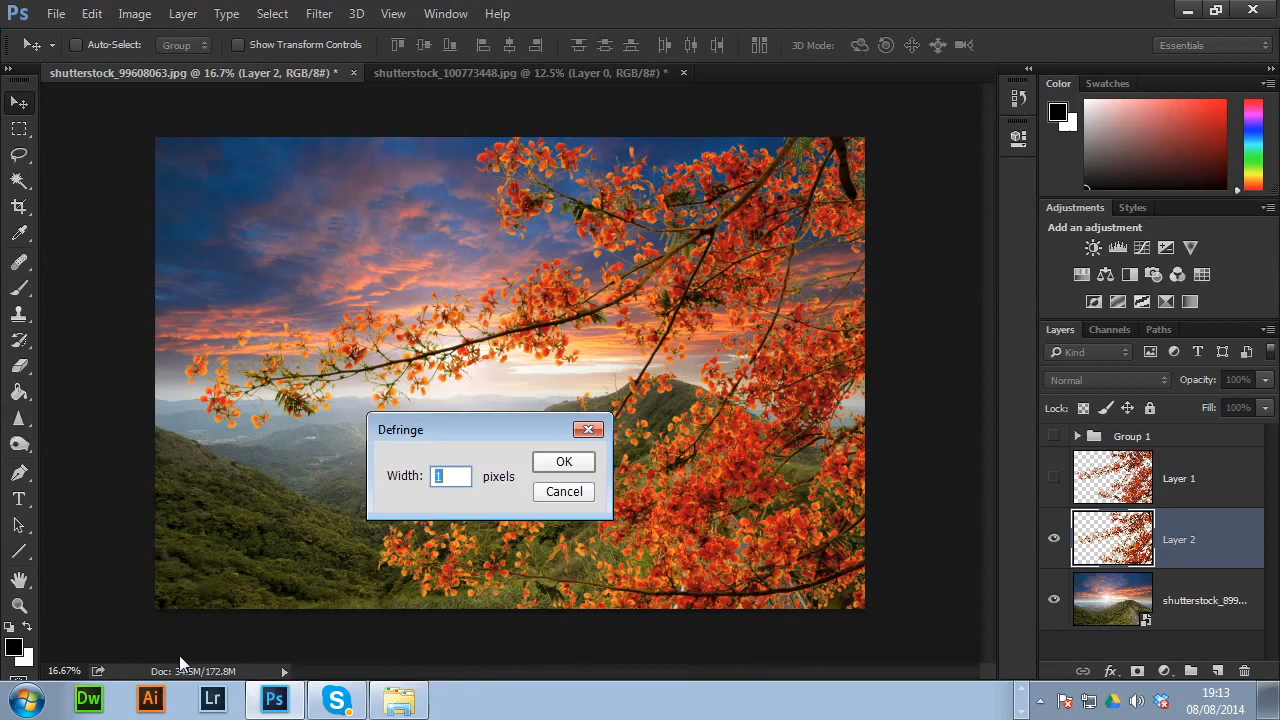 Ps File Edit Image Layer Type Select Filter 3D View Window Help
Auto-Select: Group Show Transform Controls 3D Mode: Essentials
shutterstock_99608063.jpg @ 16.7% (Layer 2, RGB/8#) * shutterstock_100773448.jpg @ 12.5% (Layer 0, RGB/8#) *
Color Swatches
Adjustments Styles
Add an adjustment
Layers Channels Paths
Kind
Normal Opacity: 100%
Lock: Fill: 100%
Group 1
Layer 1
Layer 2
shutterstock_899...
Defringe
Width: 1 pixels
OK
Cancel
16.67% Doc: 34.5M/172.8M
Dw Ai Lr Ps
19:13
08/08/2014